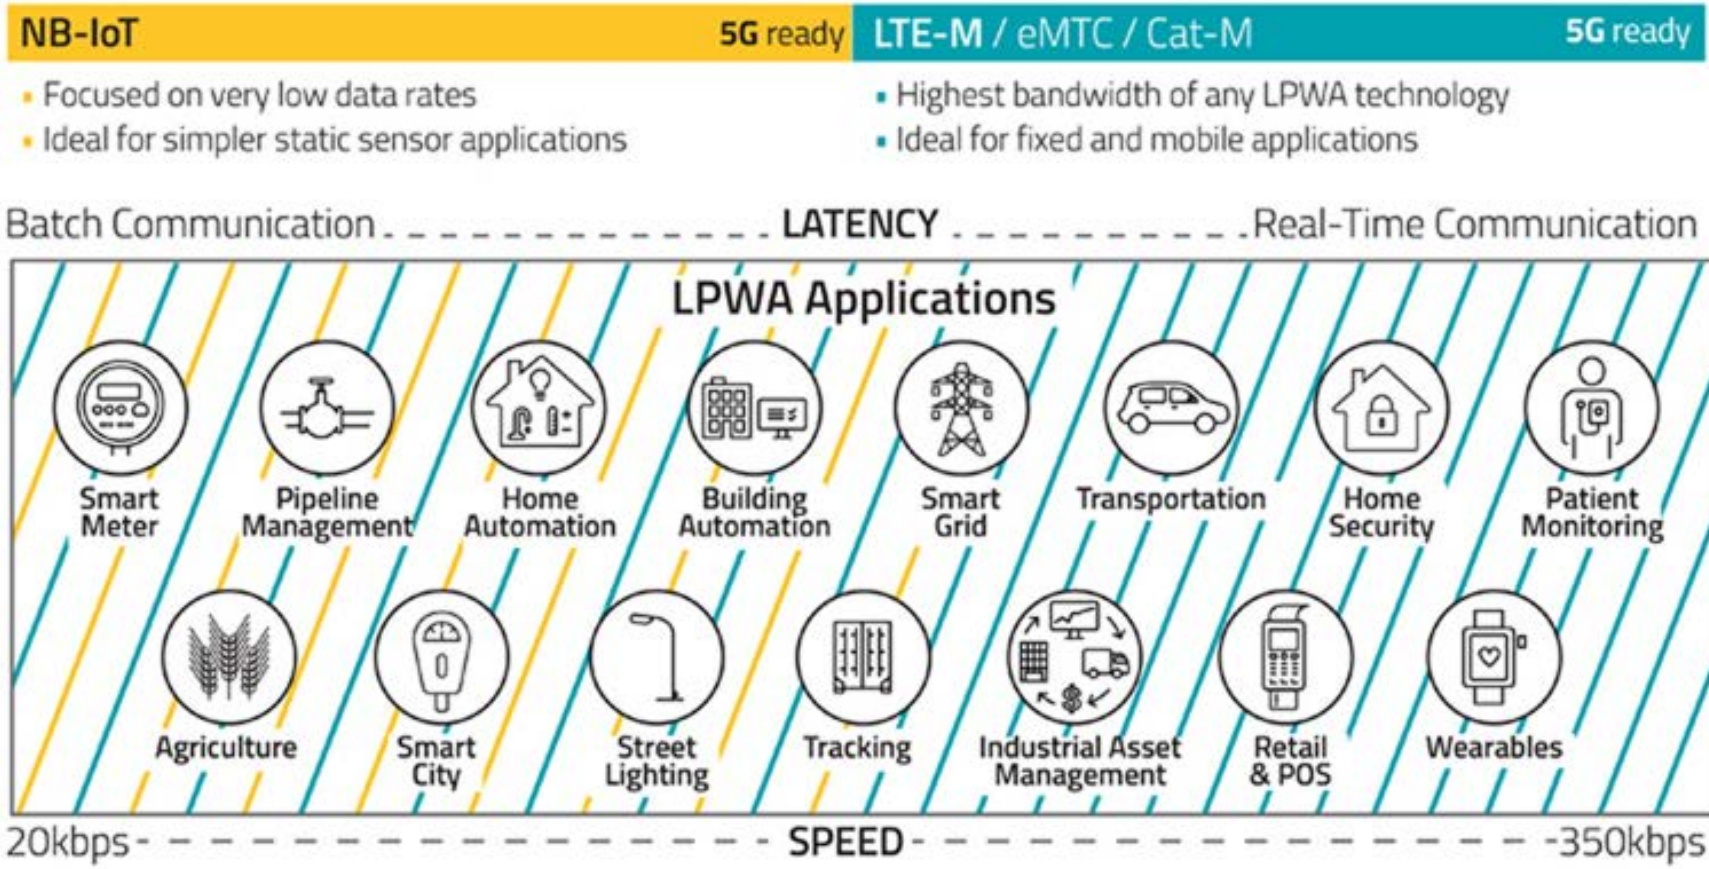 NB-IoT 5G ready LTE-M / eMTC / Cat-M 5G ready
▪ Focused on very low data rates
▪ Ideal for simpler static sensor applications
▪ Highest bandwidth of any LPWA technology
▪ Ideal for fixed and mobile applications
Batch Communication LATENCY Real-Time Communication
LPWA Applications
Smart
Meter
Pipeline
Management
Home
Automation
Building
Automation
Smart
Grid
Transportation
Home
Security
Patient
Monitoring
Agriculture
Smart
City
Street
Lighting
Tracking
Industrial Asset
Management
Retail
& POS
Wearables
20kbps SPEED 350kbps